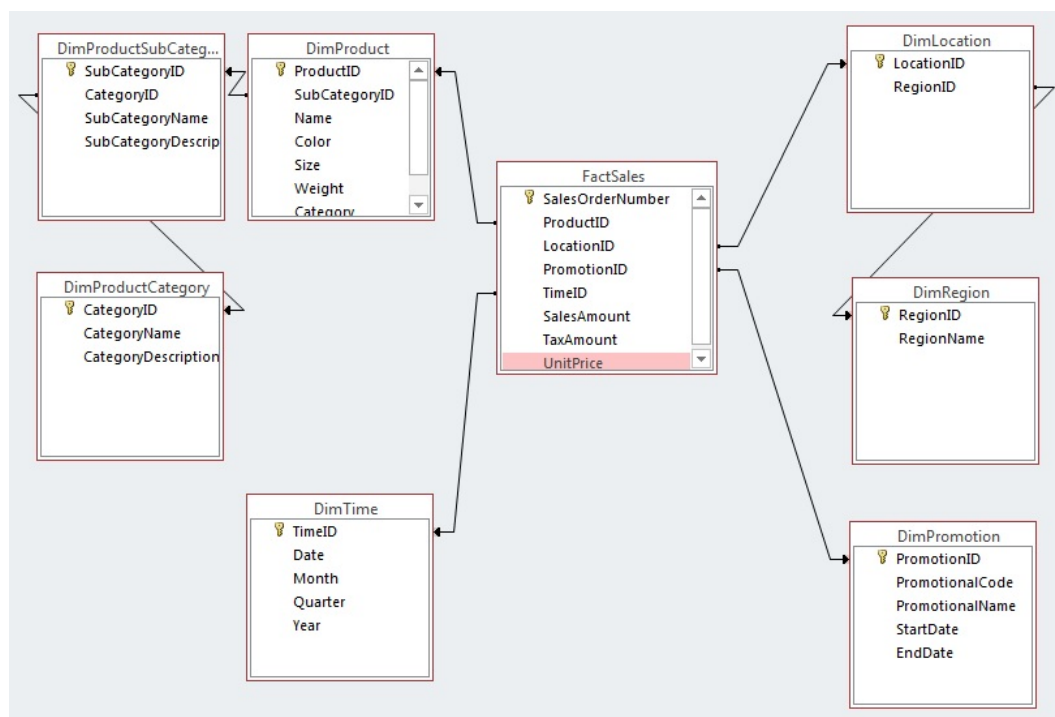 DimProductSubCateg...
SubCategoryID
CategoryID
SubCategoryName
SubCategoryDescrip
DimProduct
ProductID
SubCategoryID
Name
Color
Size
Weight
Category
DimLocation
LocationID
RegionID
FactSales
SalesOrderNumber
ProductID
LocationID
PromotionID
TimeID
SalesAmount
TaxAmount
UnitPrice
DimProductCategory
CategoryID
CategoryName
CategoryDescription
DimRegion
RegionID
RegionName
DimTime
TimeID
Date
Month
Quarter
Year
DimPromotion
PromotionID
PromotionalCode
PromotionalName
StartDate
EndDate